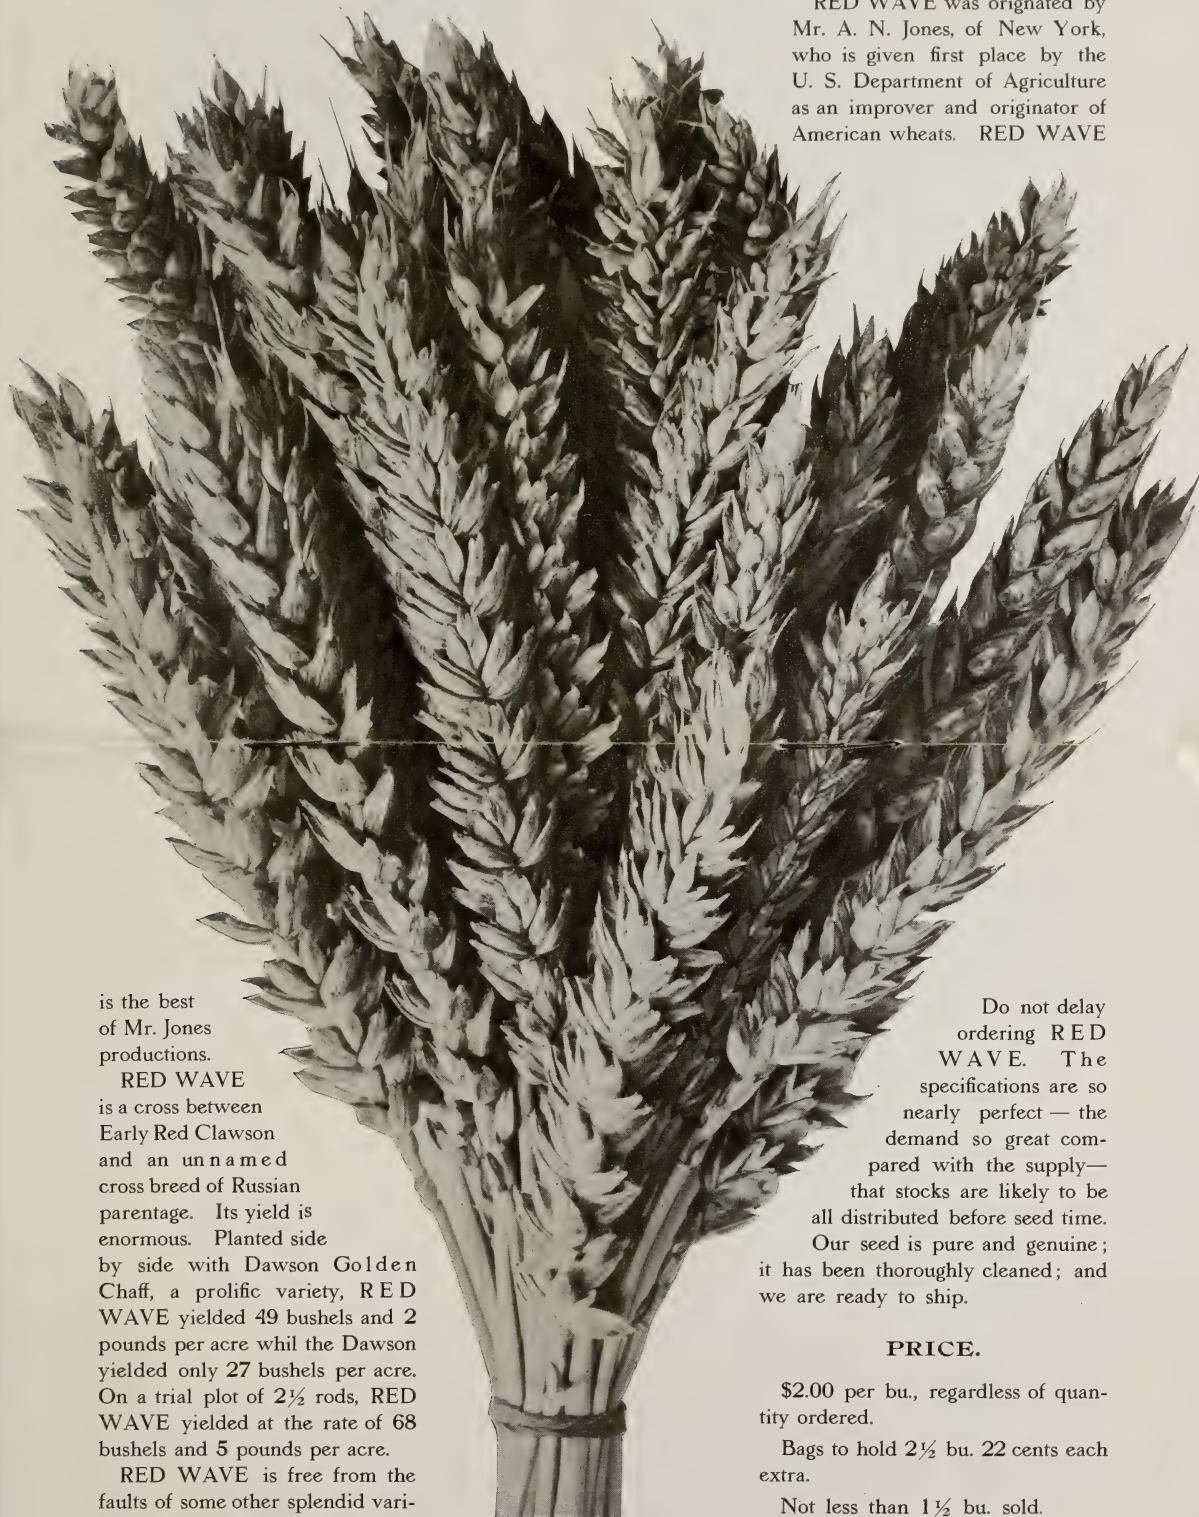 RED WAVE was orignated by
Mr. A. N. Jones, of New York,
who is given first place by the
U. S. Department of Agriculture
as an improver and originator of
American wheats. RED WAVE
is the best
of Mr. Jones
productions.
RED WAVE
is a cross between
Early Red Clawson
and an unnamed
cross breed of Russian
parentage. Its yield is
enormous. Planted side
by side with Dawson Golden
Chaff, a prolific variety, RED
WAVE yielded 49 bushels and 2
pounds per acre whil the Dawson
yielded only 27 bushels per acre.
On a trial plot of 2½ rods, RED
WAVE yielded at the rate of 68
bushels and 5 pounds per acre.
RED WAVE is free from the
faults of some other splendid vari-
Do not delay
ordering RED
WAVE. The
specifications are so
nearly perfect — the
demand so great com-
pared with the supply—
that stocks are likely to be
all distributed before seed time.
Our seed is pure and genuine;
it has been thoroughly cleaned; and
we are ready to ship.
PRICE.
$2.00 per bu., regardless of quan-
tity ordered.
Bags to hold 2½ bu. 22 cents each
extra.
Not less than 1½ bu. sold.